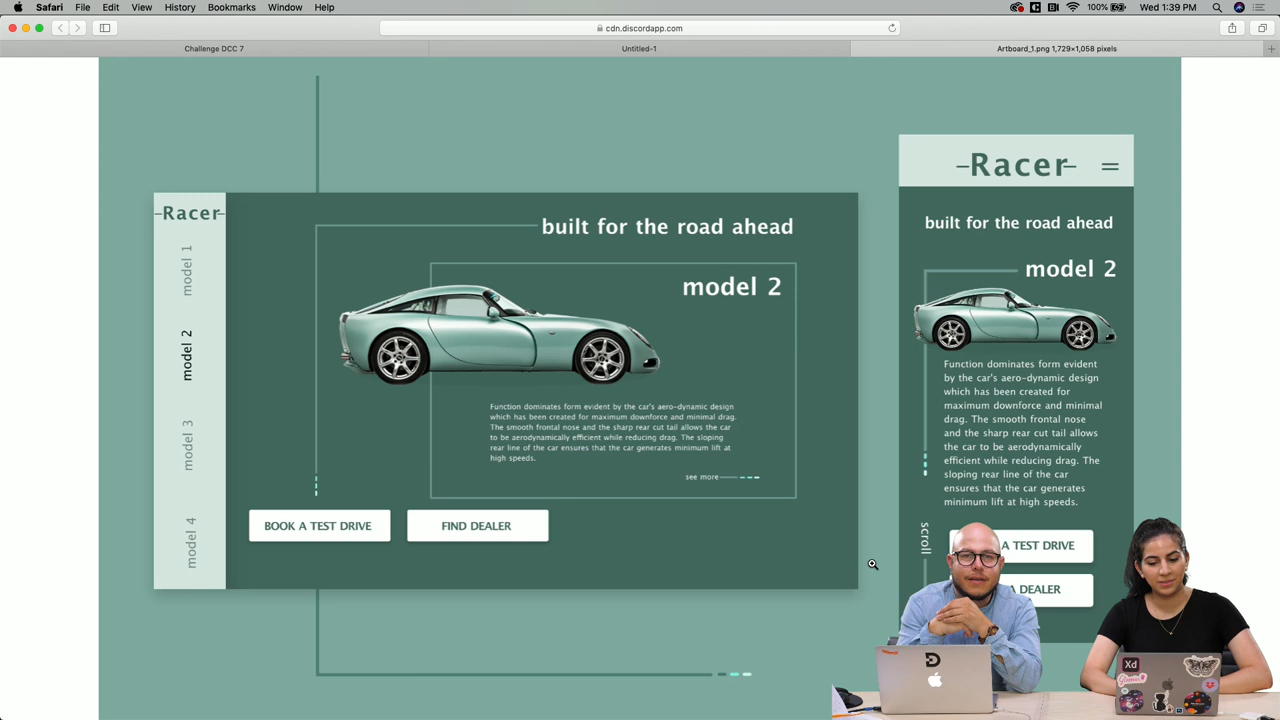 Safari File Edit View History Bookmarks Window Help
100% Wed 1:39 PM
cdn.discordapp.com
Challenge DCC 7
Untitled-1
Artboard_1.png 1,729×1,058 pixels
-Racer-
model 1
model 2
model 3
model 4
built for the road ahead
model 2
Function dominates form evident by the car's aero-dynamic design
which has been created for maximum downforce and minimal drag.
The smooth frontal nose and the sharp rear cut tail allows the car
to be aerodynamically efficient while reducing drag. The sloping
rear line of the car ensures that the car generates minimum lift at
high speeds.
see more
BOOK A TEST DRIVE
FIND DEALER
-Racer-
built for the road ahead
model 2
Function dominates form evident
by the car's aero-dynamic design
which has been created for
maximum downforce and minimal
drag. The smooth frontal nose
and the sharp rear cut tail allows
the car to be aerodynamically
efficient while reducing drag. The
sloping rear line of the car
ensures that the car generates
minimum lift at high speeds.
scroll
A TEST DRIVE
A DEALER
Xd